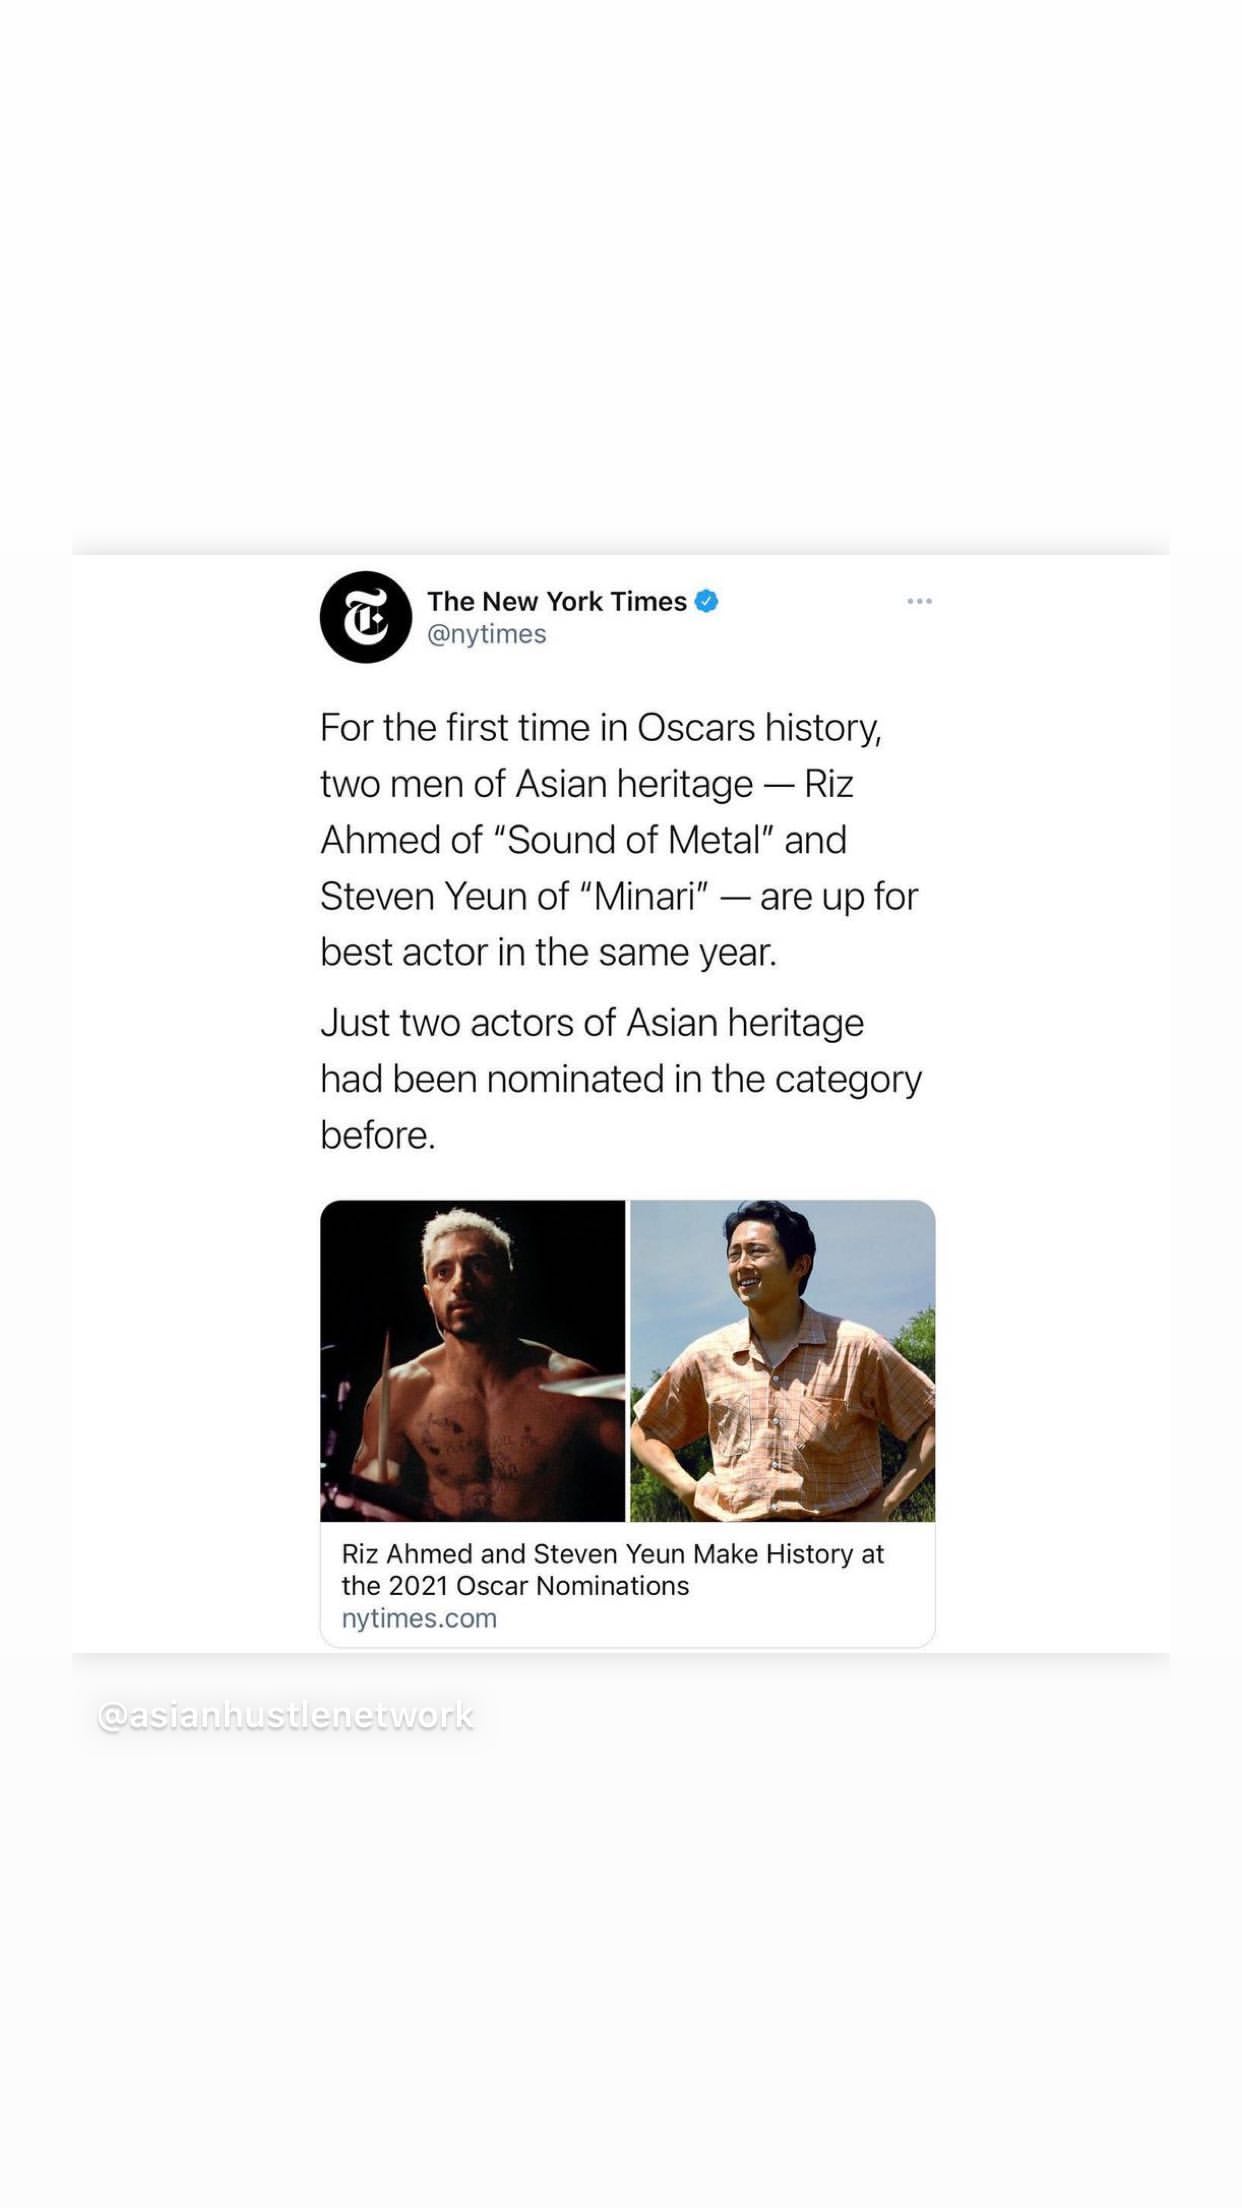 The New York Times
@nytimes
For the first time in Oscars history,
two men of Asian heritage — Riz
Ahmed of “Sound of Metal” and
Steven Yeun of “Minari” — are up for
best actor in the same year.
Just two actors of Asian heritage
had been nominated in the category
before.
Riz Ahmed and Steven Yeun Make History at
the 2021 Oscar Nominations
nytimes.com
@asianhustlenetwork